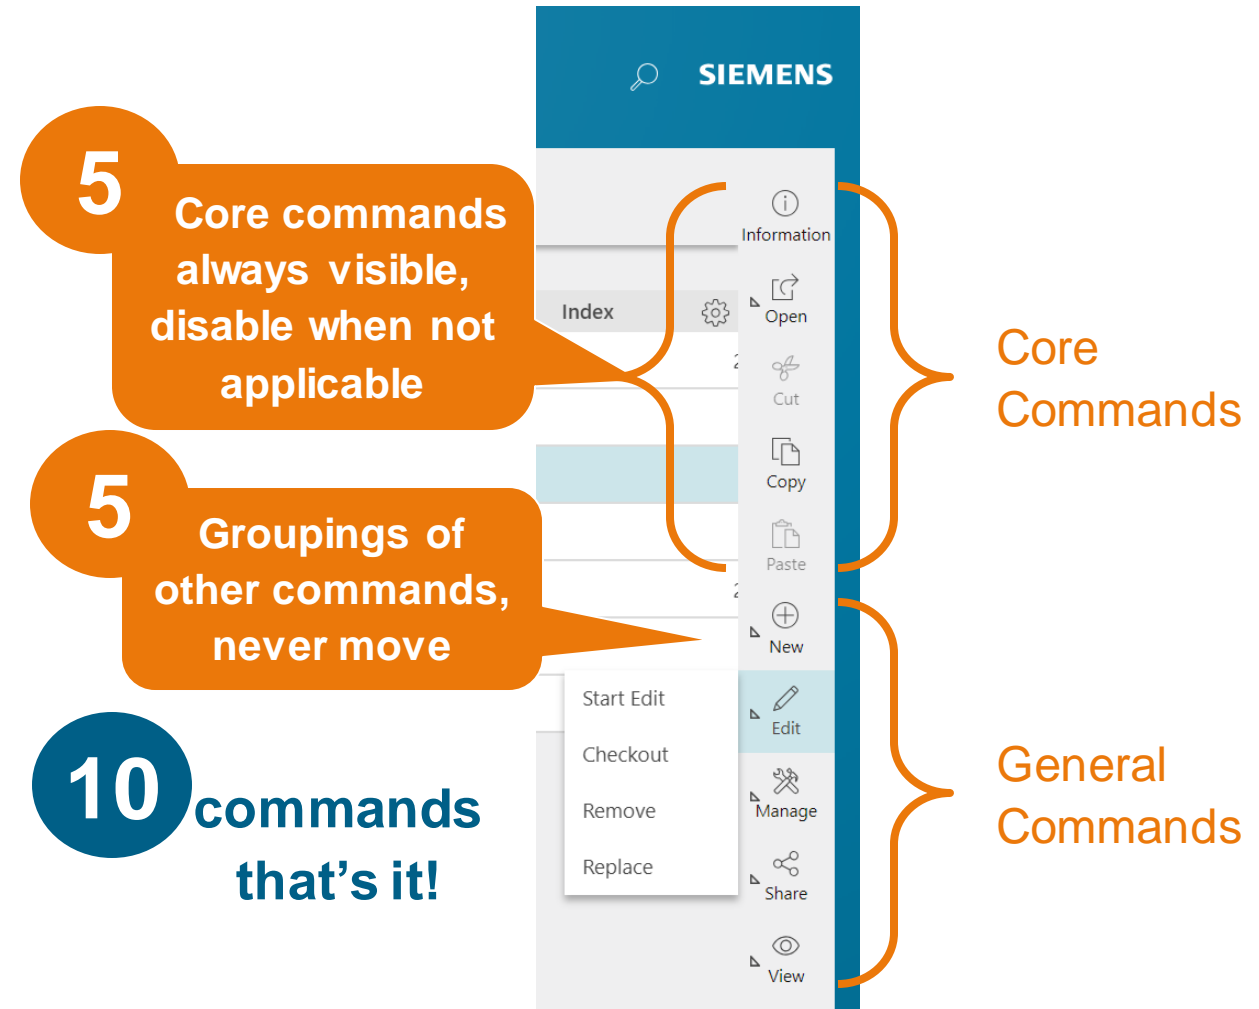 SIEMENS
5
Core commands
always visible,
disable when not
applicable
Information
Index
Open
2
Cut
Core
Commands
Copy
5
Groupings of
other commands,
never move
Paste
2
New
Start Edit
Checkout
Remove
Replace
Edit
Manage
Share
View
General
Commands
10
commands
that's it!